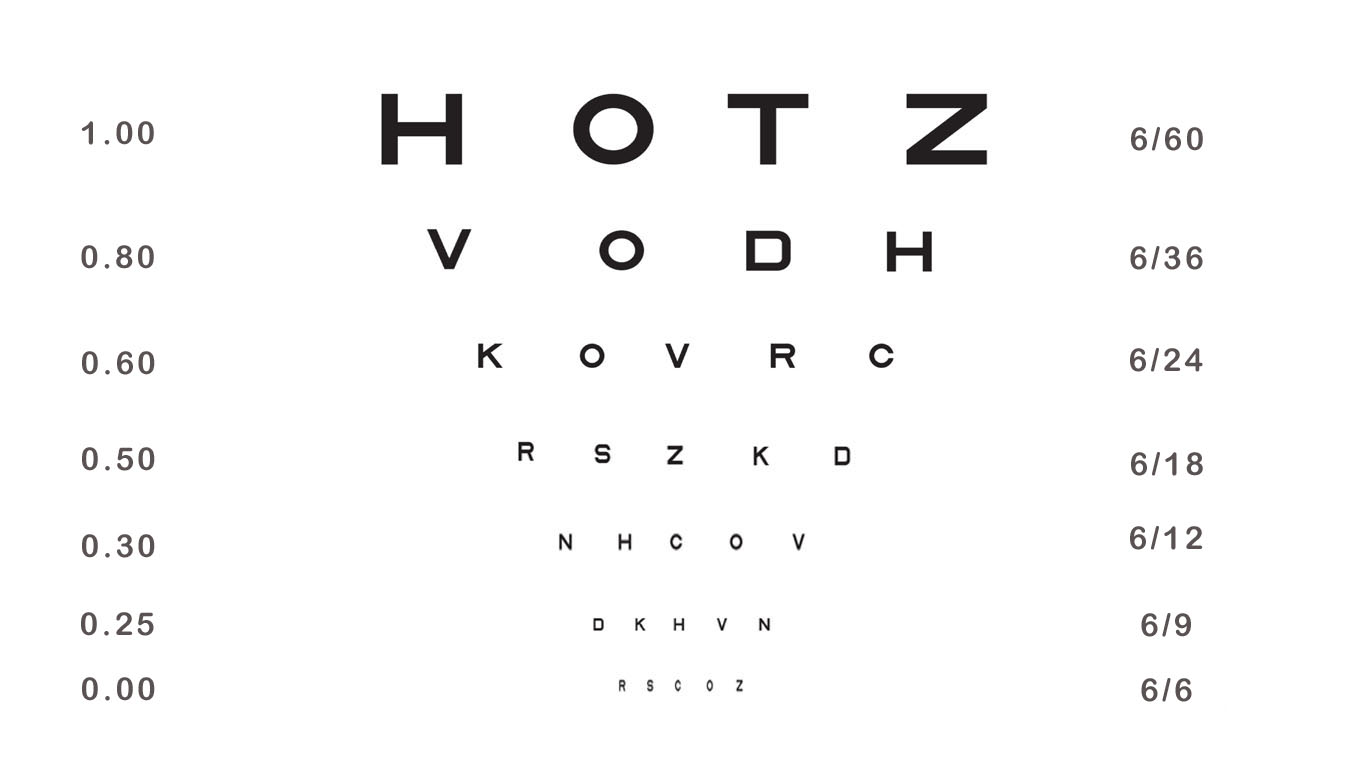 1.00 H O T Z 6/60
0.80 V O D H 6/36
0.60 K O V R C 6/24
0.50 R S Z K D 6/18
0.30 N H C O V 6/12
0.25 D K H V N 6/9
0.00 R S C O Z 6/6